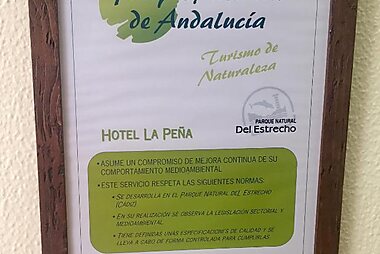 de Andalucía
Turismo de
Naturaleza
PARQUE NATURAL
Del Estrecho
HOTEL LA PEÑA
• ASUME UN COMPROMISO DE MEJORA CONTINUA DE SU
COMPORTAMIENTO MEDIOAMBIENTAL
• ESTE SERVICIO RESPETA LAS SIGUIENTES NORMAS:
• SE DESARROLLA EN EL PARQUE NATURAL DEL ESTRECHO
(CÁDIZ)
• EN SU REALIZACIÓN SE OBSERVA LA LEGISLACIÓN SECTORIAL Y
MEDIOAMBIENTAL.
• TIENE DEFINIDAS UNAS ESPECIFICACIONES DE CALIDAD Y SE
LLEVA A CABO DE FORMA CONTROLADA PARA CUMPLIRLAS.